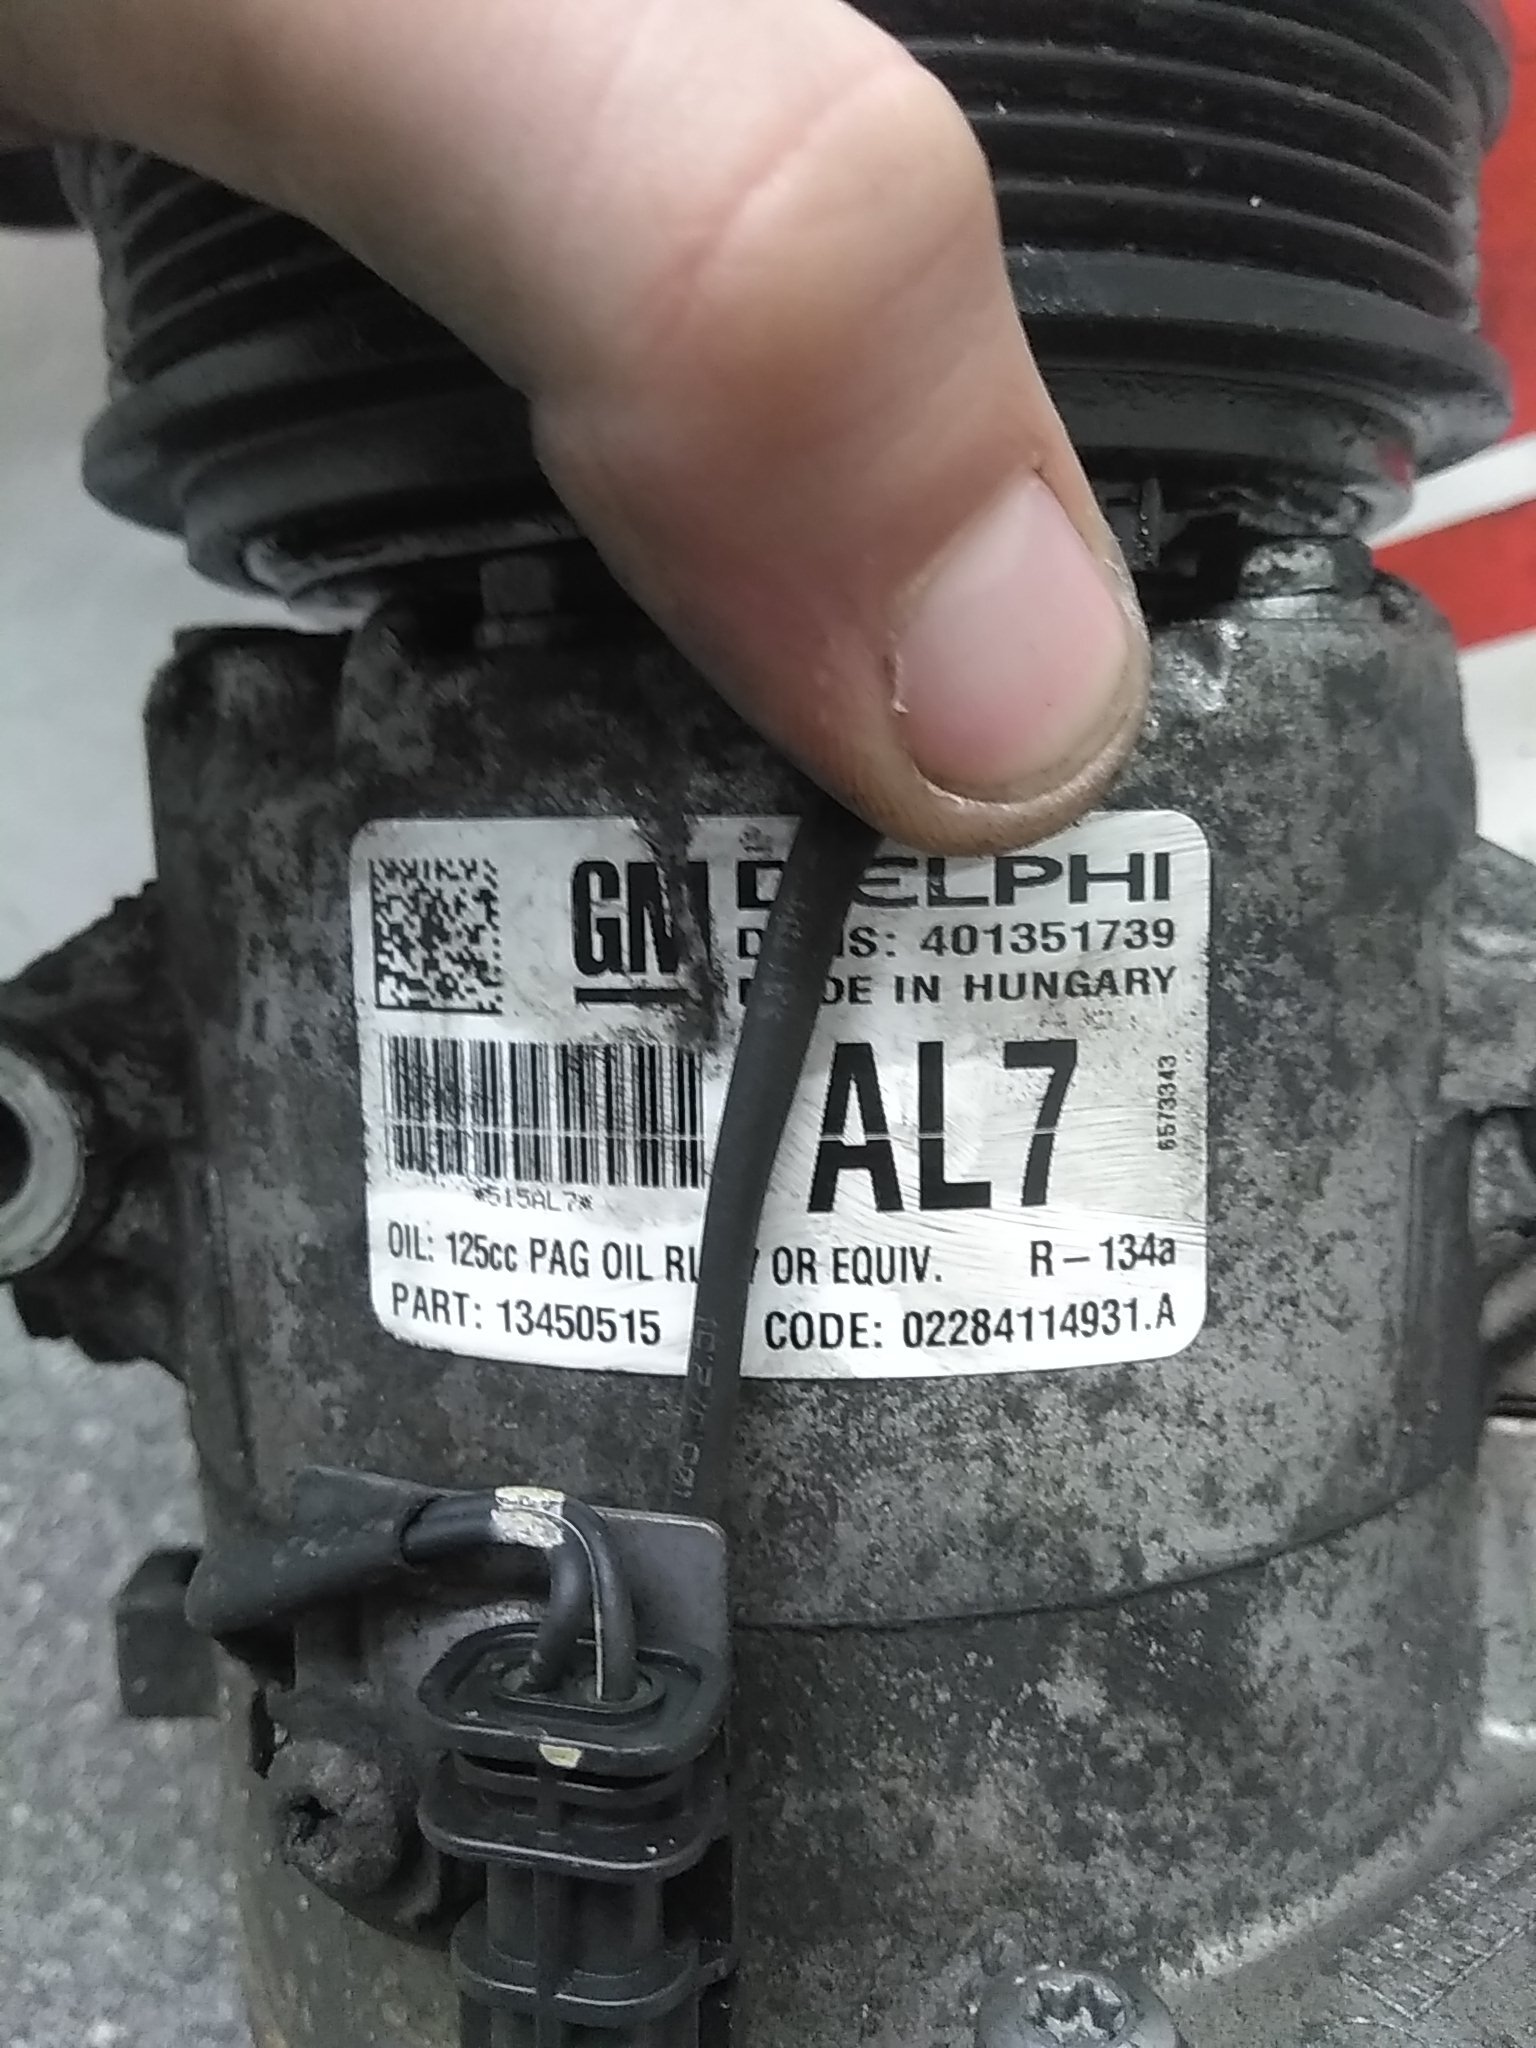 GM DELPHI
401351739
IN HUNGARY
AL7
6573343
*515AL7*
OIL: 125cc PAG OIL OR EQUIV. R-134a
PART: 13450515 CODE: 02284114931.A